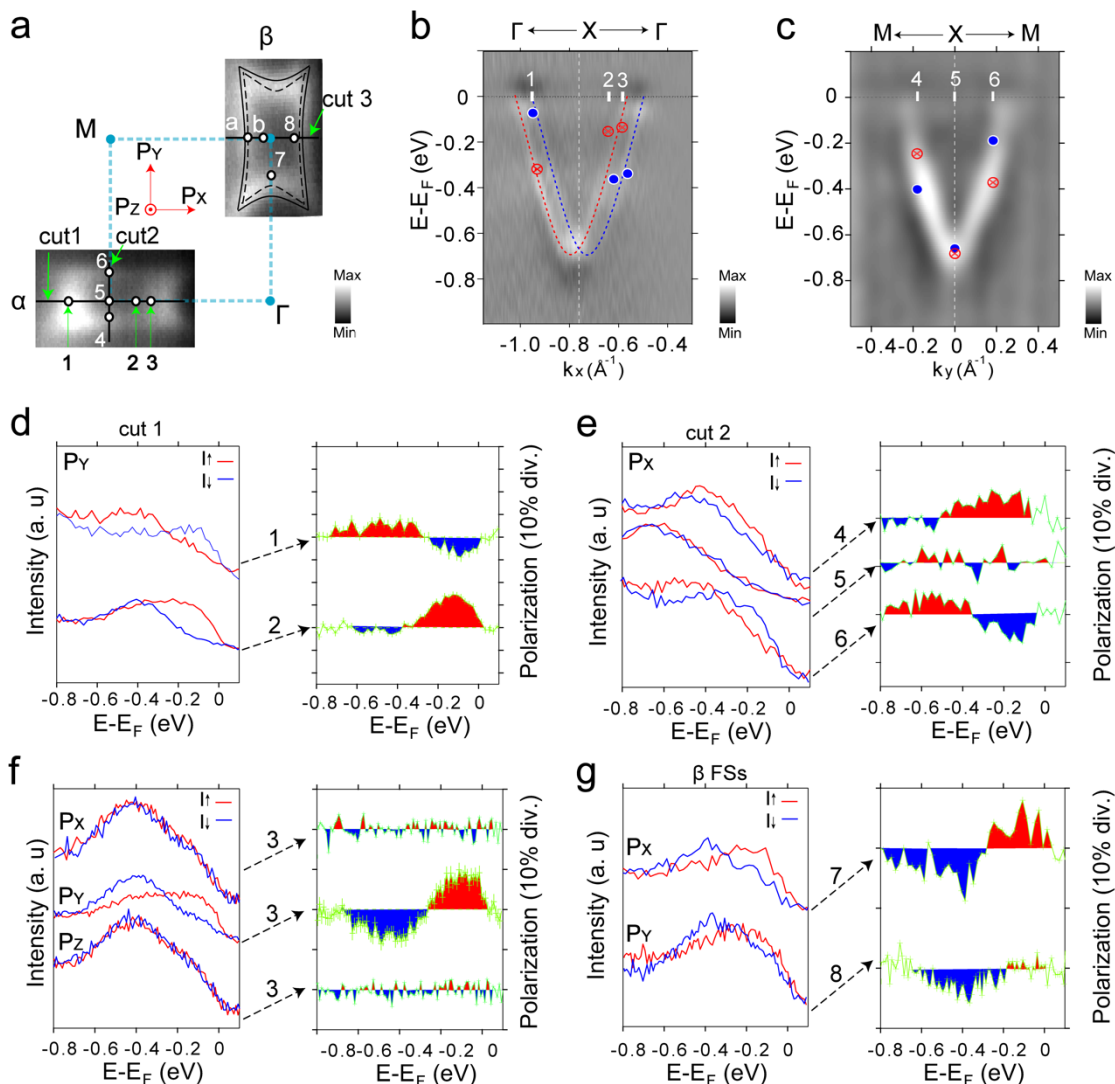 a
β
cut 3
a
b
8
M
7
PY
PX
PZ
cut1
cut2
6
α
5
Γ
4
1
2
3
Max
Min
b
Γ
X
Γ
1
2
3
0
-0.2
-0.4
-0.6
-0.8
E-EF (eV)
-1.0
-0.8
-0.6
-0.4
kx (Å⁻¹)
Max
Min
c
M
X
M
4
5
6
0
-0.2
-0.4
-0.6
-0.8
E-EF (eV)
-0.4
-0.2
0
0.2
0.4
ky (Å⁻¹)
Max
Min
d
cut 1
PY
I↑
I↓
1
2
Intensity (a. u)
Polarization (10% div.)
-0.8 -0.6 -0.4 -0.2 0
E-EF (eV)
-0.8 -0.6 -0.4 -0.2 0
E-EF (eV)
e
cut 2
PX
I↑
I↓
4
5
6
Intensity (a. u)
Polarization (10% div.)
-0.8 -0.6 -0.4 -0.2 0
E-EF (eV)
-0.8 -0.6 -0.4 -0.2 0
E-EF (eV)
f
I↑
I↓
PX
PY
PZ
3
3
3
Intensity (a. u)
Polarization (10% div.)
-0.8 -0.6 -0.4 -0.2 0
E-EF (eV)
-0.8 -0.6 -0.4 -0.2 0
E-EF (eV)
g
β FSs
I↑
I↓
PX
PY
7
8
Intensity (a. u)
Polarization (10% div.)
-0.8 -0.6 -0.4 -0.2 0
E-EF (eV)
-0.8 -0.6 -0.4 -0.2 0
E-EF (eV)